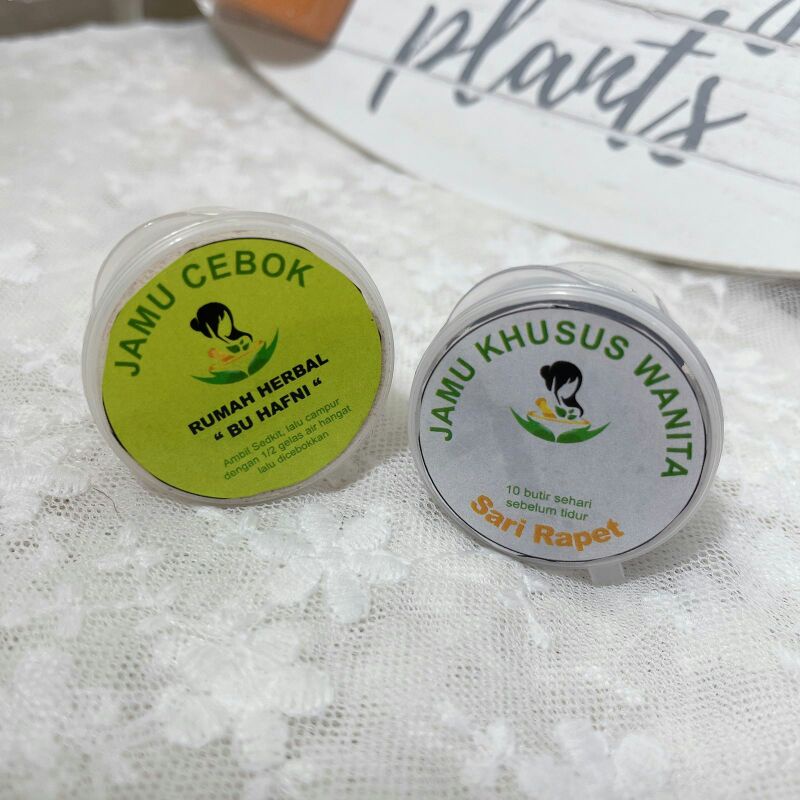 plants
JAMU CEBOK
RUMAH HERBAL
“ BU HAFNI “
Ambil Sedkit, lalu campur
dengan 1/2 gelas air hangat
lalu dicebokkan
JAMU KHUSUS WANITA
10 butir sehari
sebelum tidur
Sari Rapet